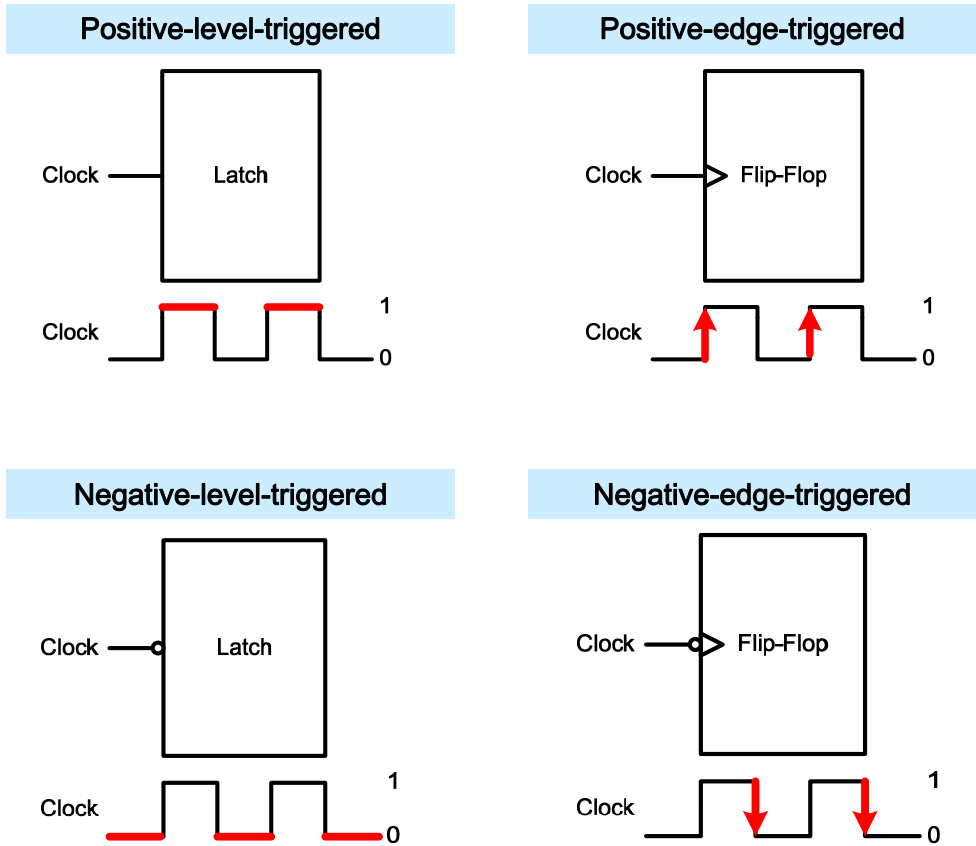 Positive-level-triggered
Clock
Latch
Clock
1
0
Positive-edge-triggered
Clock
Flip-Flop
Clock
1
0
Negative-level-triggered
Clock
Latch
Clock
1
0
Negative-edge-triggered
Clock
Flip-Flop
Clock
1
0